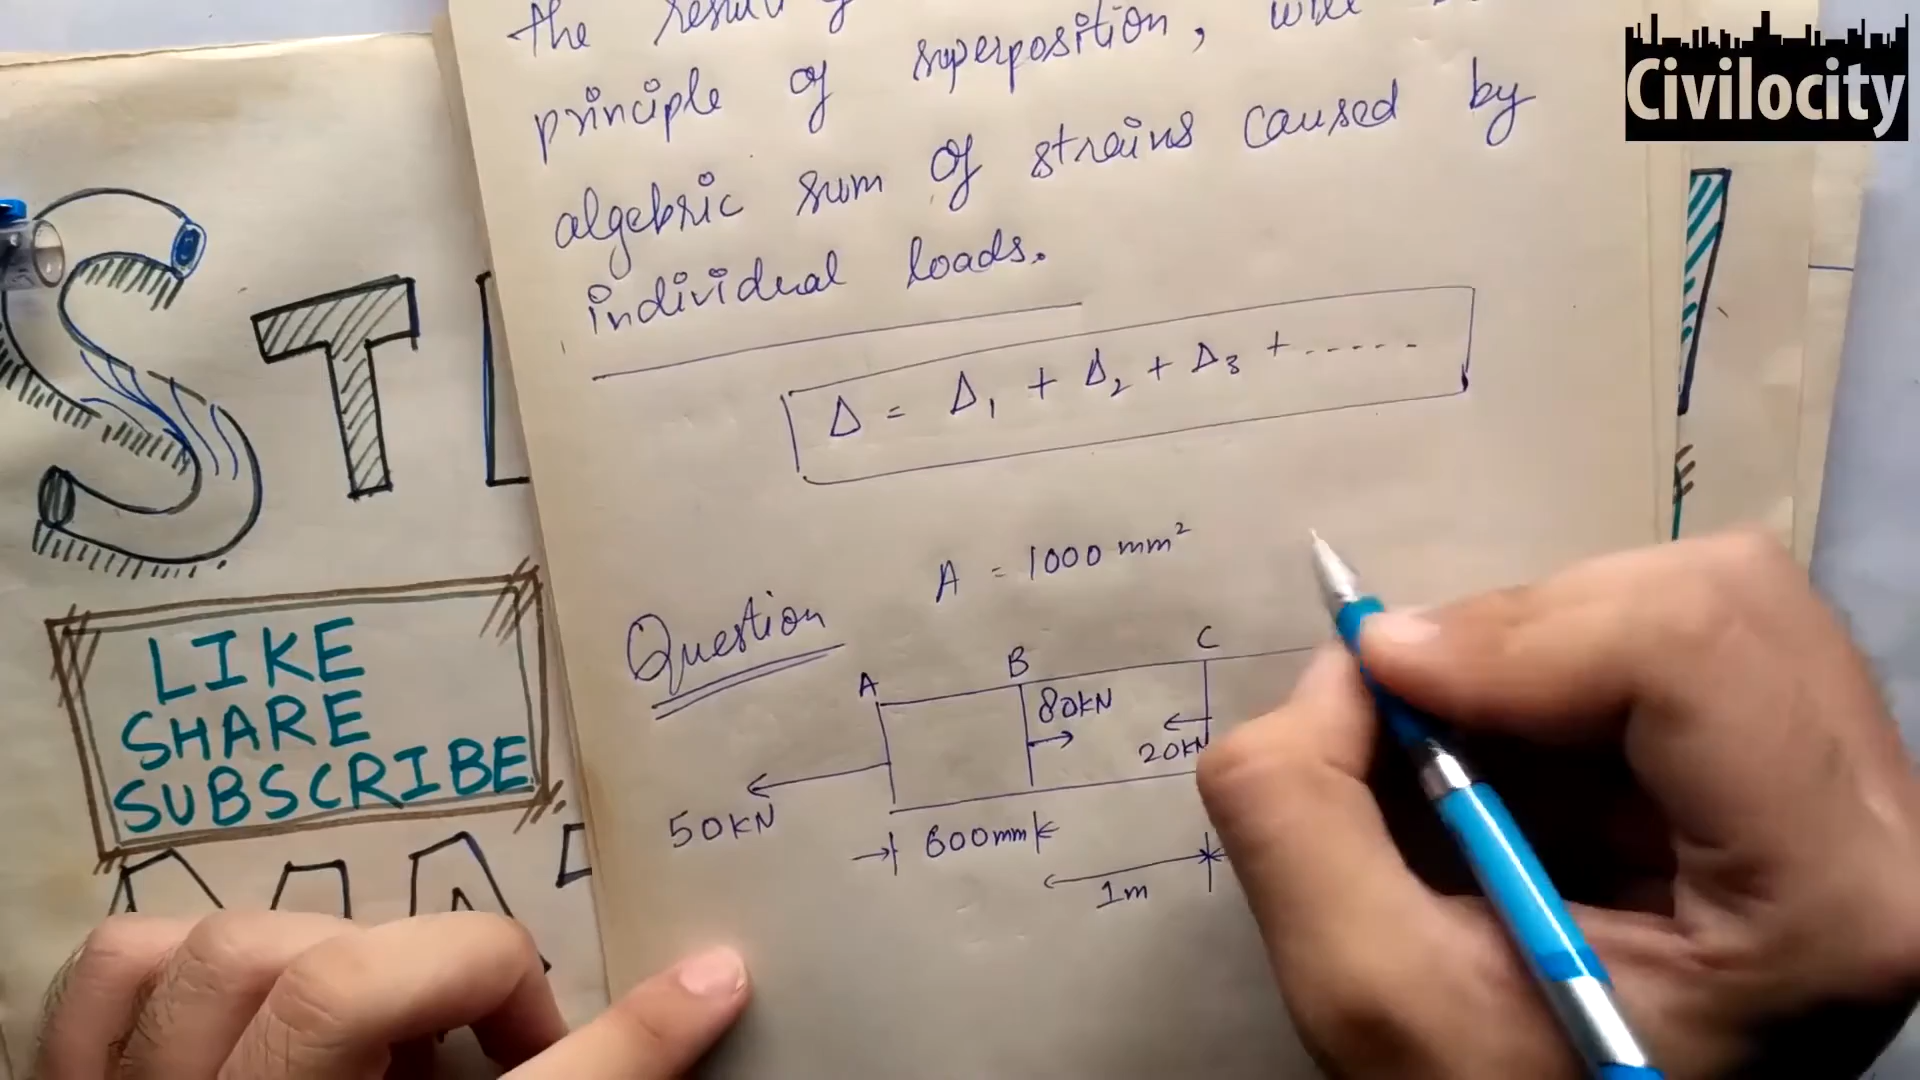 Civilocity
the
principle of superposition,
algebric sum of strains caused by
individual loads.
Δ = Δ₁ + Δ₂ + Δ₃ + ......
A = 1000 mm²
Question
A B C
80KN
20KN
50KN
600mm
1m
LIKE
SHARE
SUBSCRIBE